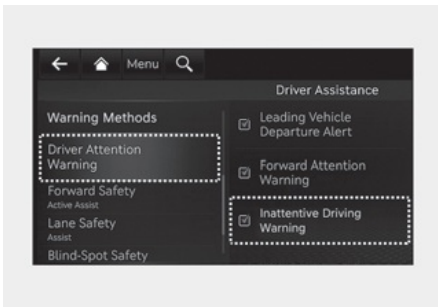 Menu
Driver Assistance
Warning Methods
Driver Attention
Warning
Forward Safety
Active Assist
Lane Safety
Assist
Blind-Spot Safety
Leading Vehicle
Departure Alert
Forward Attention
Warning
Inattentive Driving
Warning